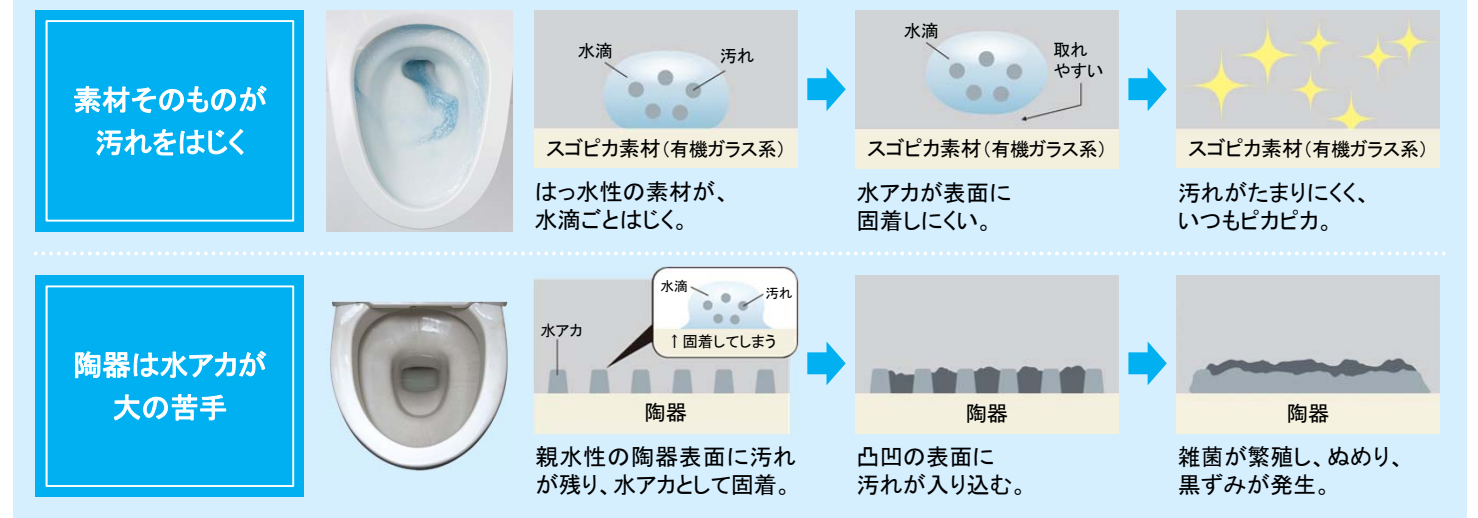 素材そのものが
汚れをはじく
水滴
汚れ
スゴピカ素材(有機ガラス系)
はっ水性の素材が、
水滴ごとはじく。
水滴
取れ
やすい
スゴピカ素材(有機ガラス系)
水アカが表面に
固着しにくい。
スゴピカ素材(有機ガラス系)
汚れがたまりにくく、
いつもピカピカ。
陶器は水アカが
大の苦手
水アカ
水滴
汚れ
↑固着してしまう
陶器
親水性の陶器表面に汚れ
が残り、水アカとして固着。
陶器
凸凹の表面に
汚れが入り込む。
陶器
雑菌が繁殖し、ぬめり、
黒ずみが発生。